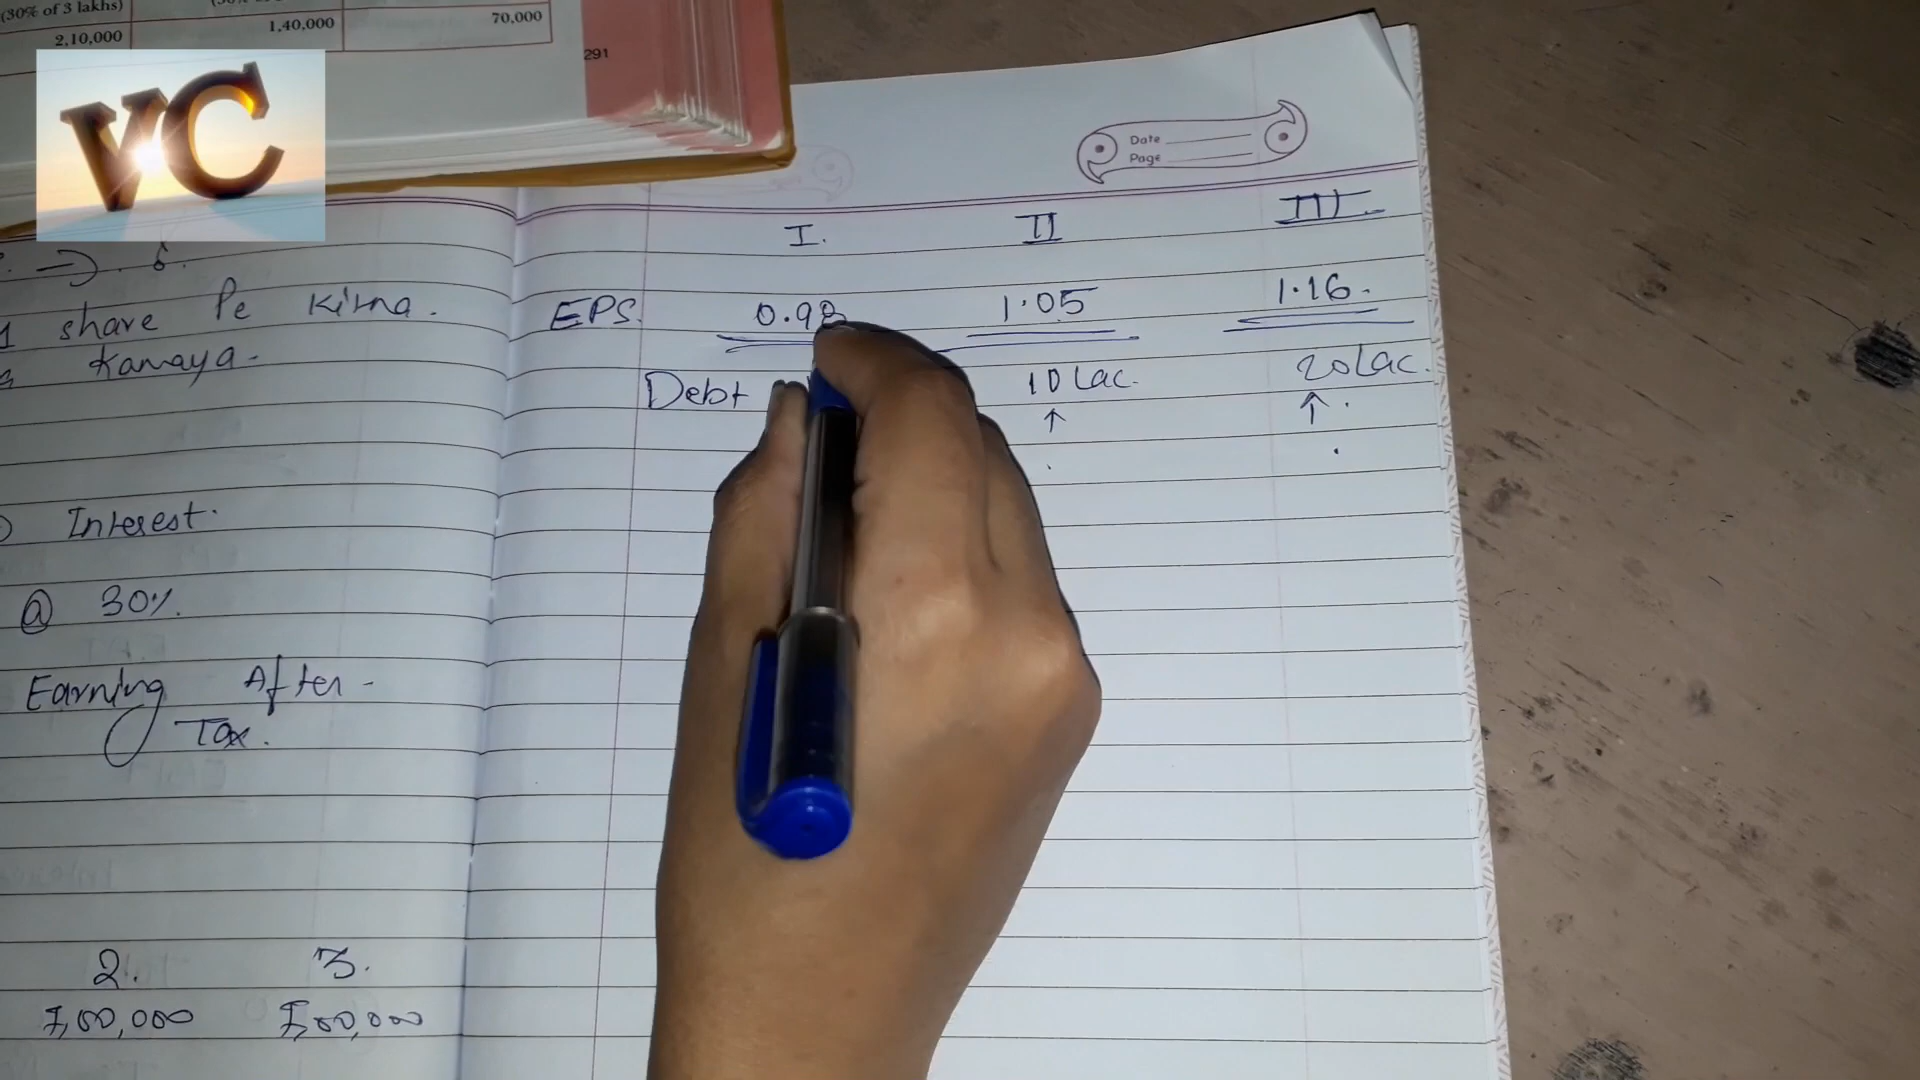 (30% of 3 lakhs)
2,10,000 1,40,000 70,000
291
VC
Date
Page
I. II III.
1 share Pe Kitna.
Kamaya.
EPS. 0.98 1.05 1.16.
Debt 10 Lac. 20 Lac.
Interest.
@ 30%.
Earning After
Tax.
2. 3.
7,00,000 7,00,000